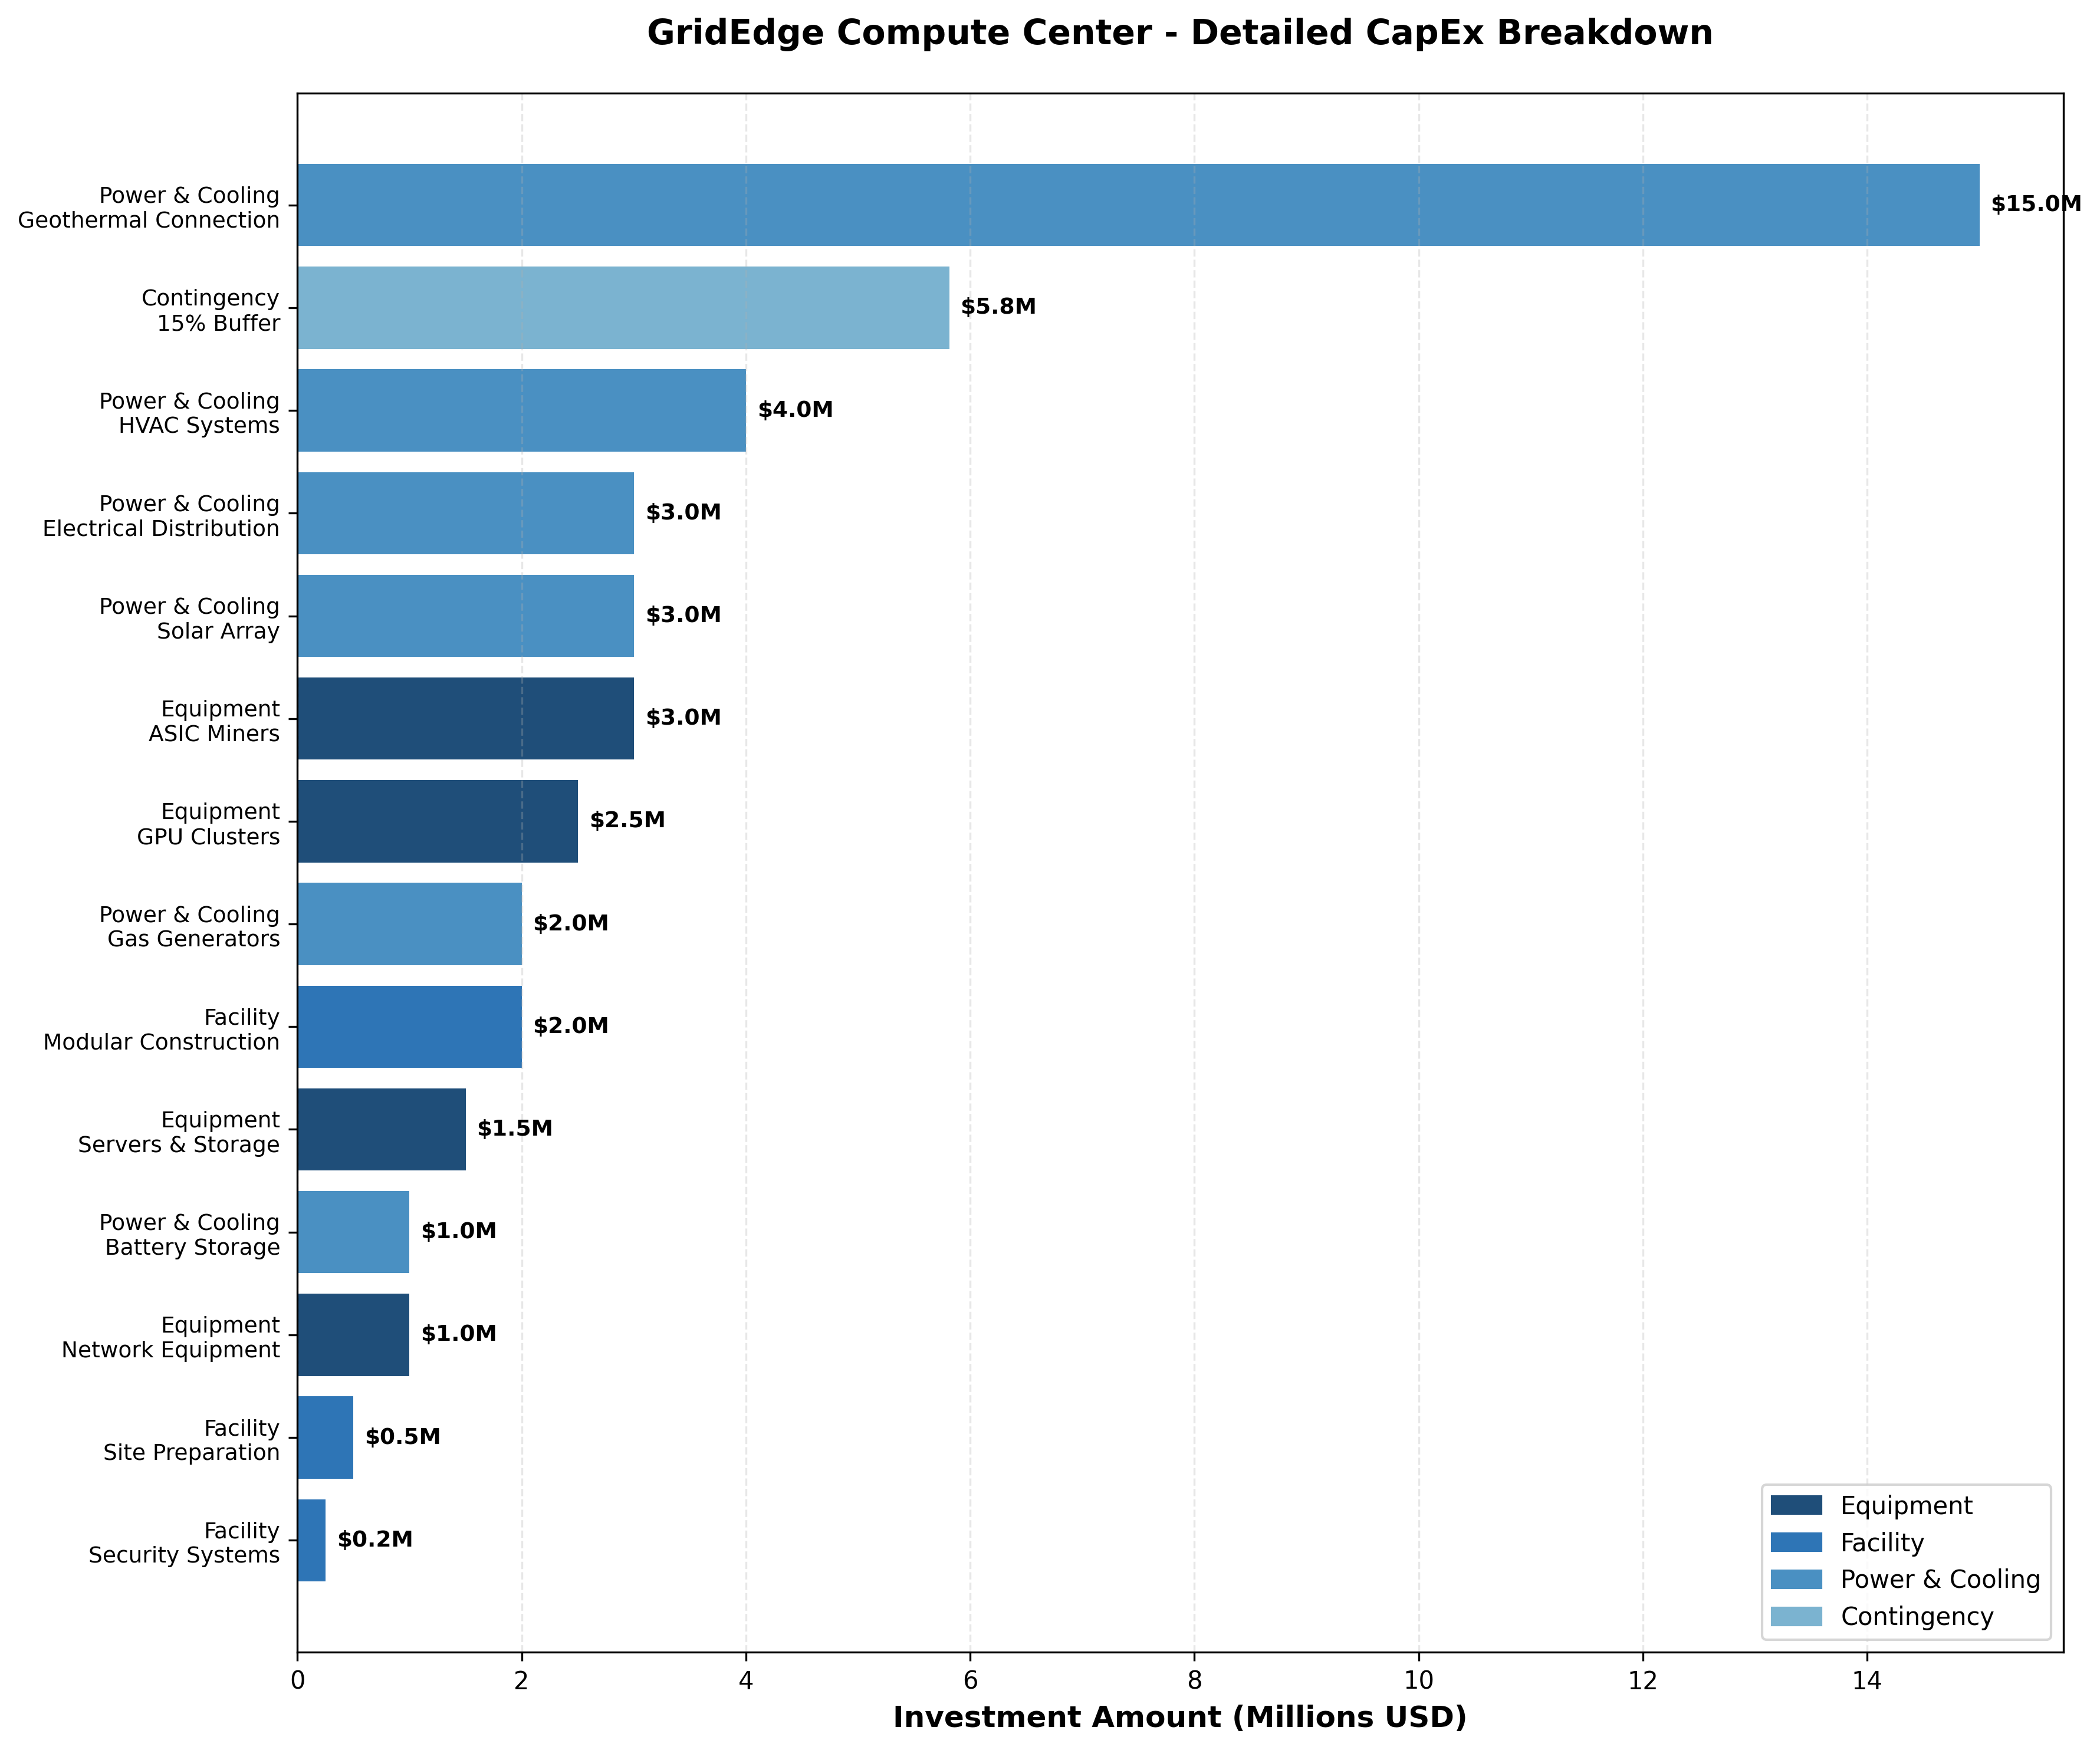 GridEdge Compute Center - Detailed CapEx Breakdown
Power & Cooling
Geothermal Connection
$15.0M
Contingency
15% Buffer
$5.8M
Power & Cooling
HVAC Systems
$4.0M
Power & Cooling
Electrical Distribution
$3.0M
Power & Cooling
Solar Array
$3.0M
Equipment
ASIC Miners
$3.0M
Equipment
GPU Clusters
$2.5M
Power & Cooling
Gas Generators
$2.0M
Facility
Modular Construction
$2.0M
Equipment
Servers & Storage
$1.5M
Power & Cooling
Battery Storage
$1.0M
Equipment
Network Equipment
$1.0M
Facility
Site Preparation
$0.5M
Facility
Security Systems
$0.2M
Equipment
Facility
Power & Cooling
Contingency
0 2 4 6 8 10 12 14
Investment Amount (Millions USD)